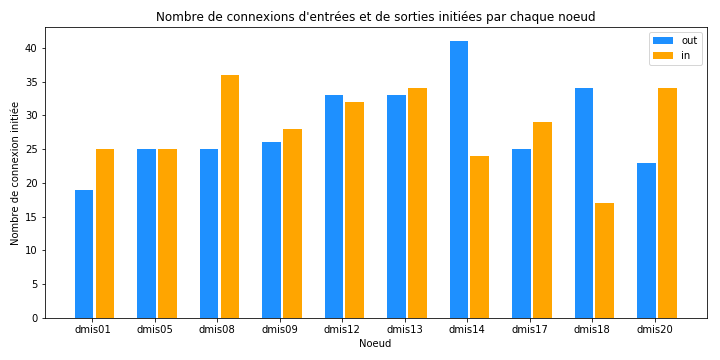 Nombre de connexions d'entrées et de sorties initiées par chaque noeud
out
in
Nombre de connexion initiée
40
35
30
25
20
15
10
5
0
dmis01 dmis05 dmis08 dmis09 dmis12 dmis13 dmis14 dmis17 dmis18 dmis20
Noeud